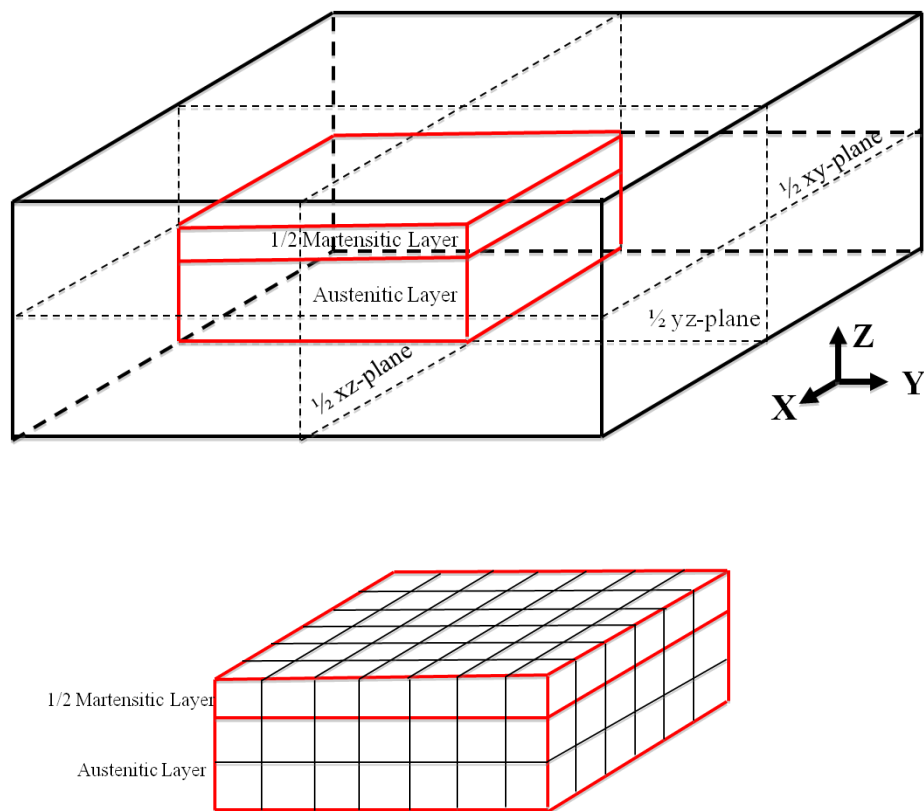 ½ xy-plane
1/2 Martensitic Layer
Austenitic Layer
½ yz-plane
½ xz-plane
Z
Y
X
1/2 Martensitic Layer
Austenitic Layer